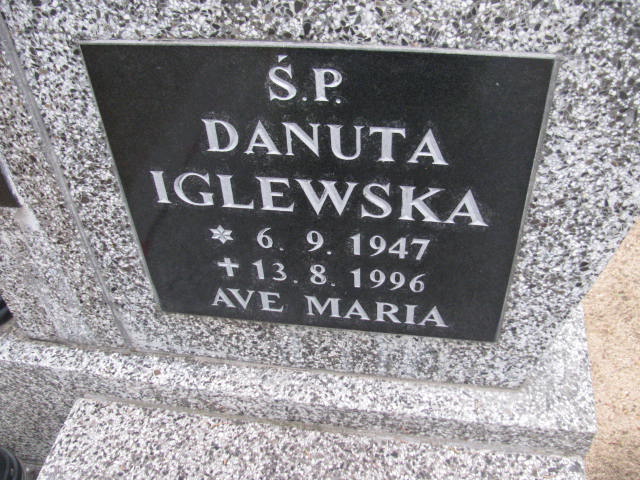 Ś.P.
DANUTA
IGLEWSKA
* 6. 9. 1947
✝ 13. 8. 1996
AVE MARIA